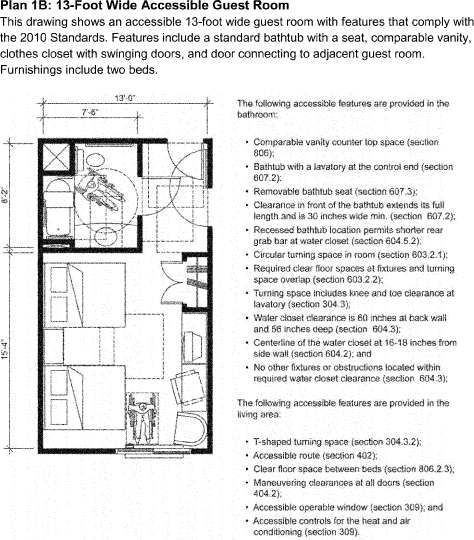 Plan 1B: 13-Foot Wide Accessible Guest Room
This drawing shows an accessible 13-foot wide guest room with features that comply with
the 2010 Standards. Features include a standard bathtub with a seat, comparable vanity,
clothes closet with swinging doors, and door connecting to adjacent guest room.
Furnishings include two beds.
13'-0"
7'-6"
8'-2"
15'-4"
The following accessible features are provided in the
bathroom:
• Comparable vanity counter top space (section
806);
• Bathtub with a lavatory at the control end (section
607.2);
• Removable bathtub seat (section 607.3);
• Clearance in front of the bathtub extends its full
length and is 30 inches wide min. (section 607.2);
• Recessed bathtub location permits shorter rear
grab bar at water closet (section 604.5.2);
• Circular turning space in room (section 603.2.1);
• Required clear floor spaces at fixtures and turning
space overlap (section 603.2.2);
• Turning space includes knee and toe clearance at
lavatory (section 304.3);
• Water closet clearance is 60 inches at back wall
and 56 inches deep (section 604.3);
• Centerline of the water closet at 16-18 inches from
side wall (section 604.2); and
• No other fixtures or obstructions located within
required water closet clearance (section 604.3);
The following accessible features are provided in the
living area:
• T-shaped turning space (section 304.3.2);
• Accessible route (section 402);
• Clear floor space between beds (section 806.2.3);
• Maneuvering clearances at all doors (section
404.2);
• Accessible operable window (section 309); and
• Accessible controls for the heat and air
conditioning (section 309).